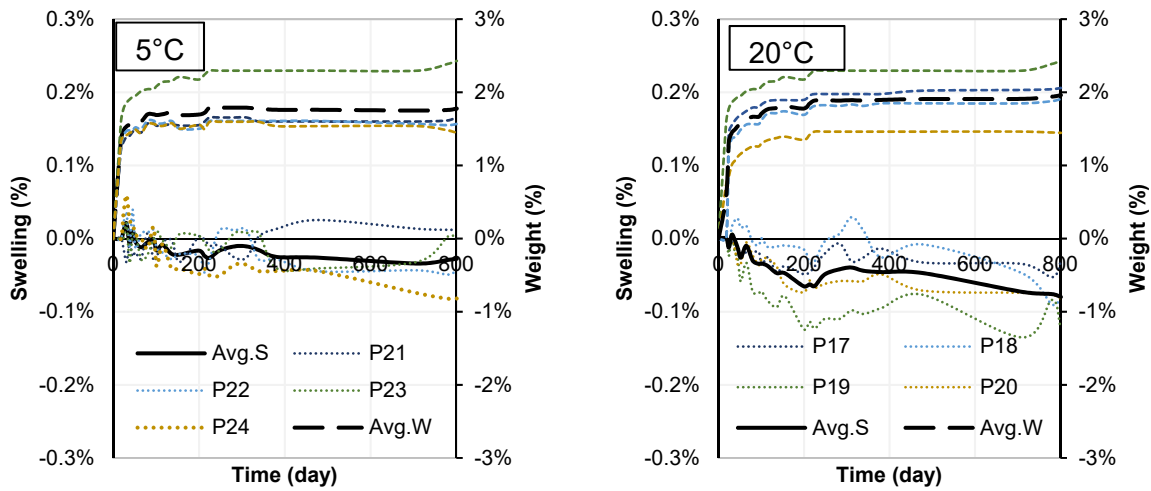 5°C
0.3%
0.2%
0.1%
0.0%
-0.1%
-0.2%
-0.3%
Swelling (%)
3%
2%
1%
0%
-1%
-2%
-3%
Weight (%)
0 200 400 600 800
Time (day)
Avg.S P21
P22 P23
P24 Avg.W
20°C
0.3%
0.2%
0.1%
0.0%
-0.1%
-0.2%
-0.3%
Swelling (%)
3%
2%
1%
0%
-1%
-2%
-3%
Weight (%)
0 200 400 600 800
Time (day)
P17 P18
P19 P20
Avg.S Avg.W